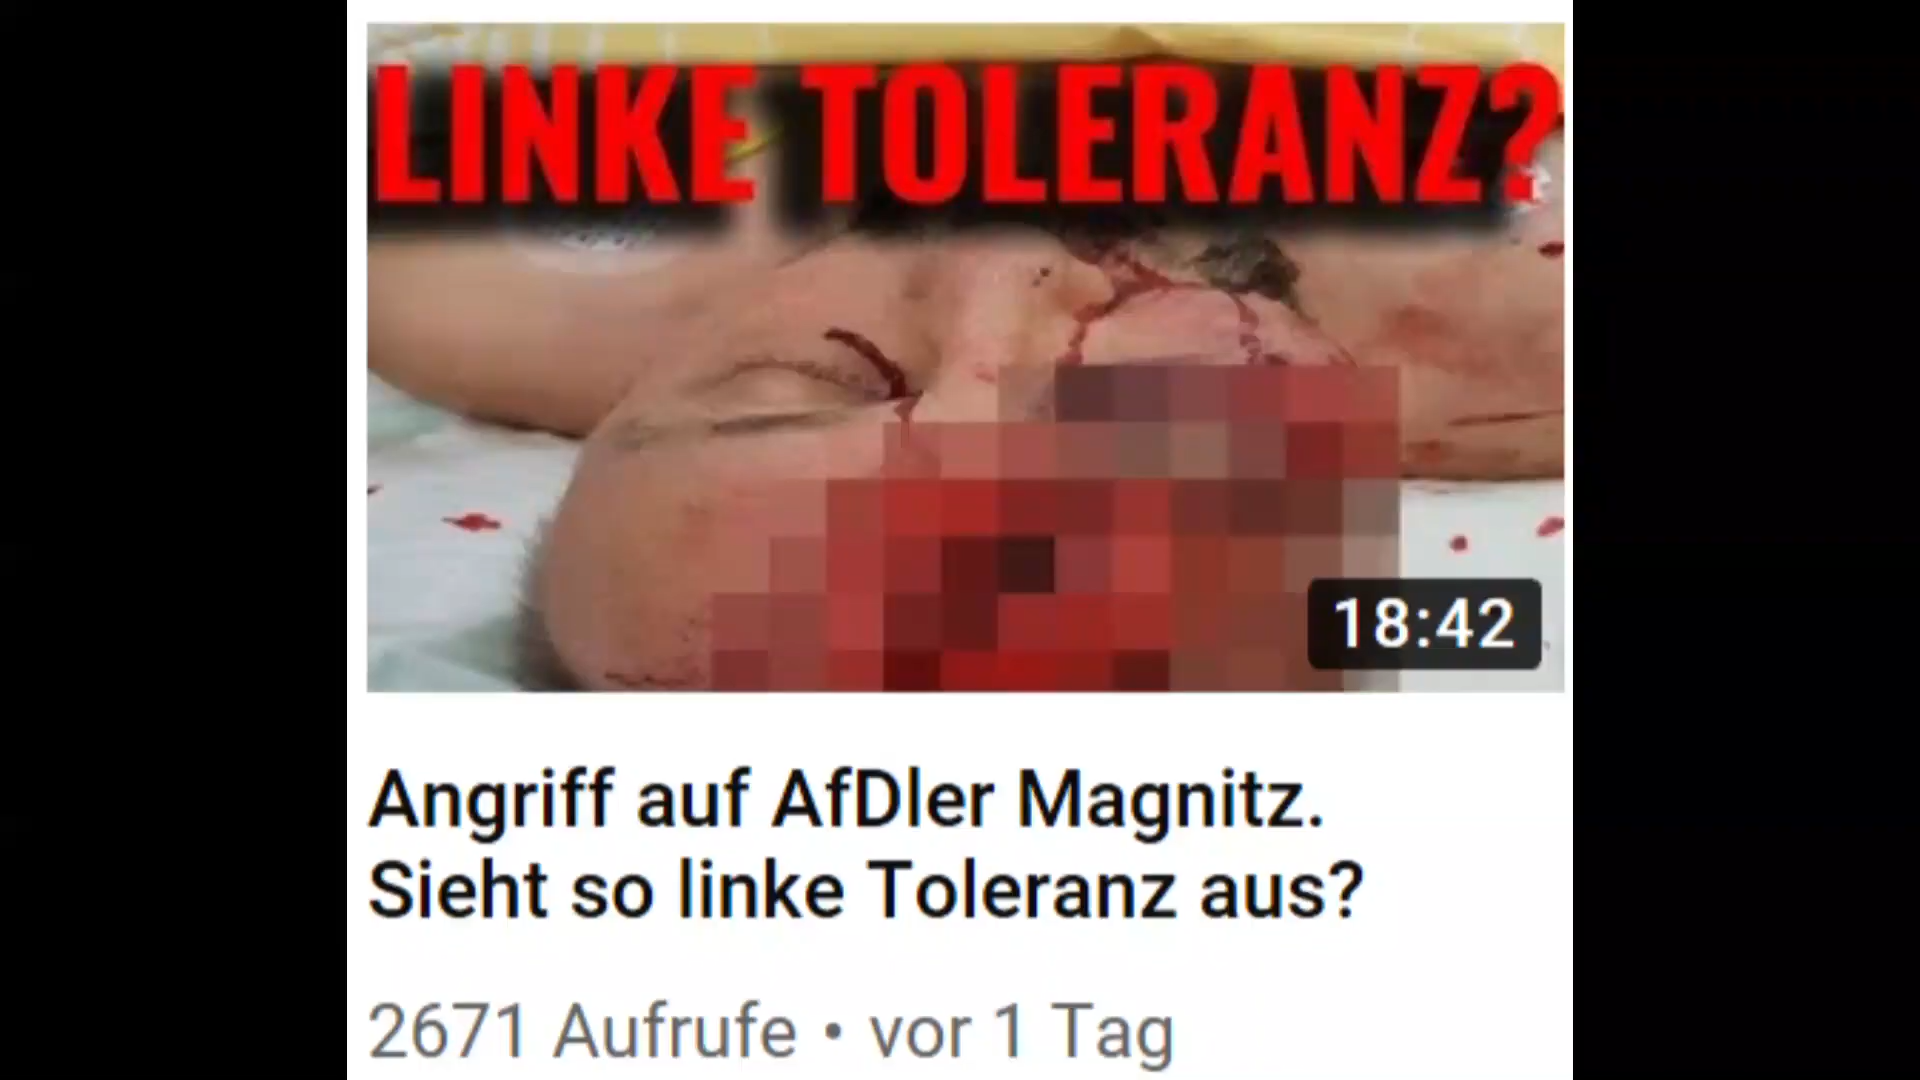 LINKE TOLERANZ?
18:42
Angriff auf AfDler Magnitz.
Sieht so linke Toleranz aus?
2671 Aufrufe • vor 1 Tag